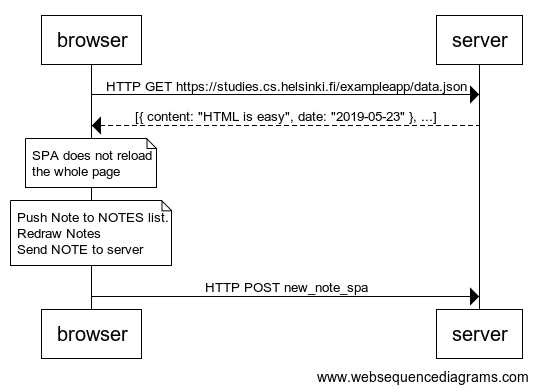 browser
server
HTTP GET https://studies.cs.helsinki.fi/exampleapp/data.json
[{ content: "HTML is easy", date: "2019-05-23" }, ...]
SPA does not reload
the whole page
Push Note to NOTES list.
Redraw Notes
Send NOTE to server
HTTP POST new_note_spa
browser
server
www.websequencediagrams.com